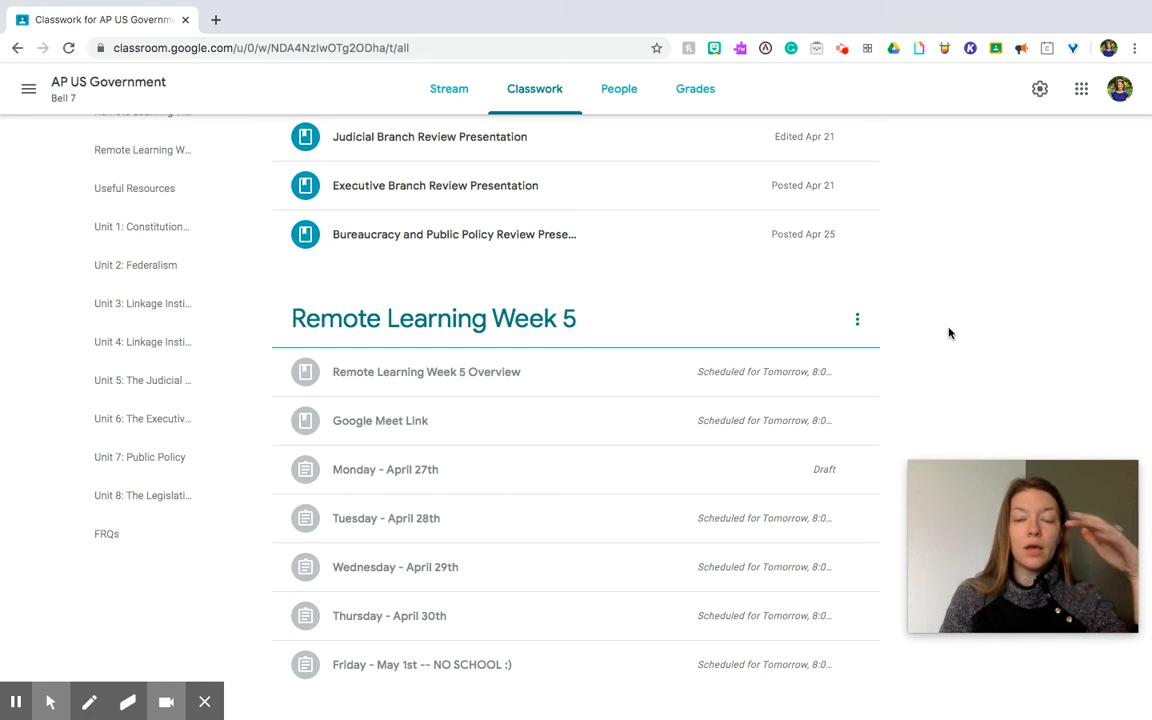 Classwork for AP US Governm
classroom.google.com/u/0/w/NDA4NzIwOTg2ODha/t/all
AP US Government
Bell 7
Stream
Classwork
People
Grades
Remote Learning W...
Useful Resources
Unit 1: Constitution...
Unit 2: Federalism
Unit 3: Linkage Insti...
Unit 4: Linkage Insti...
Unit 5: The Judicial ...
Unit 6: The Executiv...
Unit 7: Public Policy
Unit 8: The Legislati...
FRQs
Judicial Branch Review Presentation
Edited Apr 21
Executive Branch Review Presentation
Posted Apr 21
Bureaucracy and Public Policy Review Prese...
Posted Apr 25
Remote Learning Week 5
Remote Learning Week 5 Overview
Scheduled for Tomorrow, 8:0...
Google Meet Link
Scheduled for Tomorrow, 8:0...
Monday - April 27th
Draft
Tuesday - April 28th
Scheduled for Tomorrow, 8:0...
Wednesday - April 29th
Scheduled for Tomorrow, 8:0...
Thursday - April 30th
Scheduled for Tomorrow, 8:0...
Friday - May 1st -- NO SCHOOL :)
Scheduled for Tomorrow, 8:0...